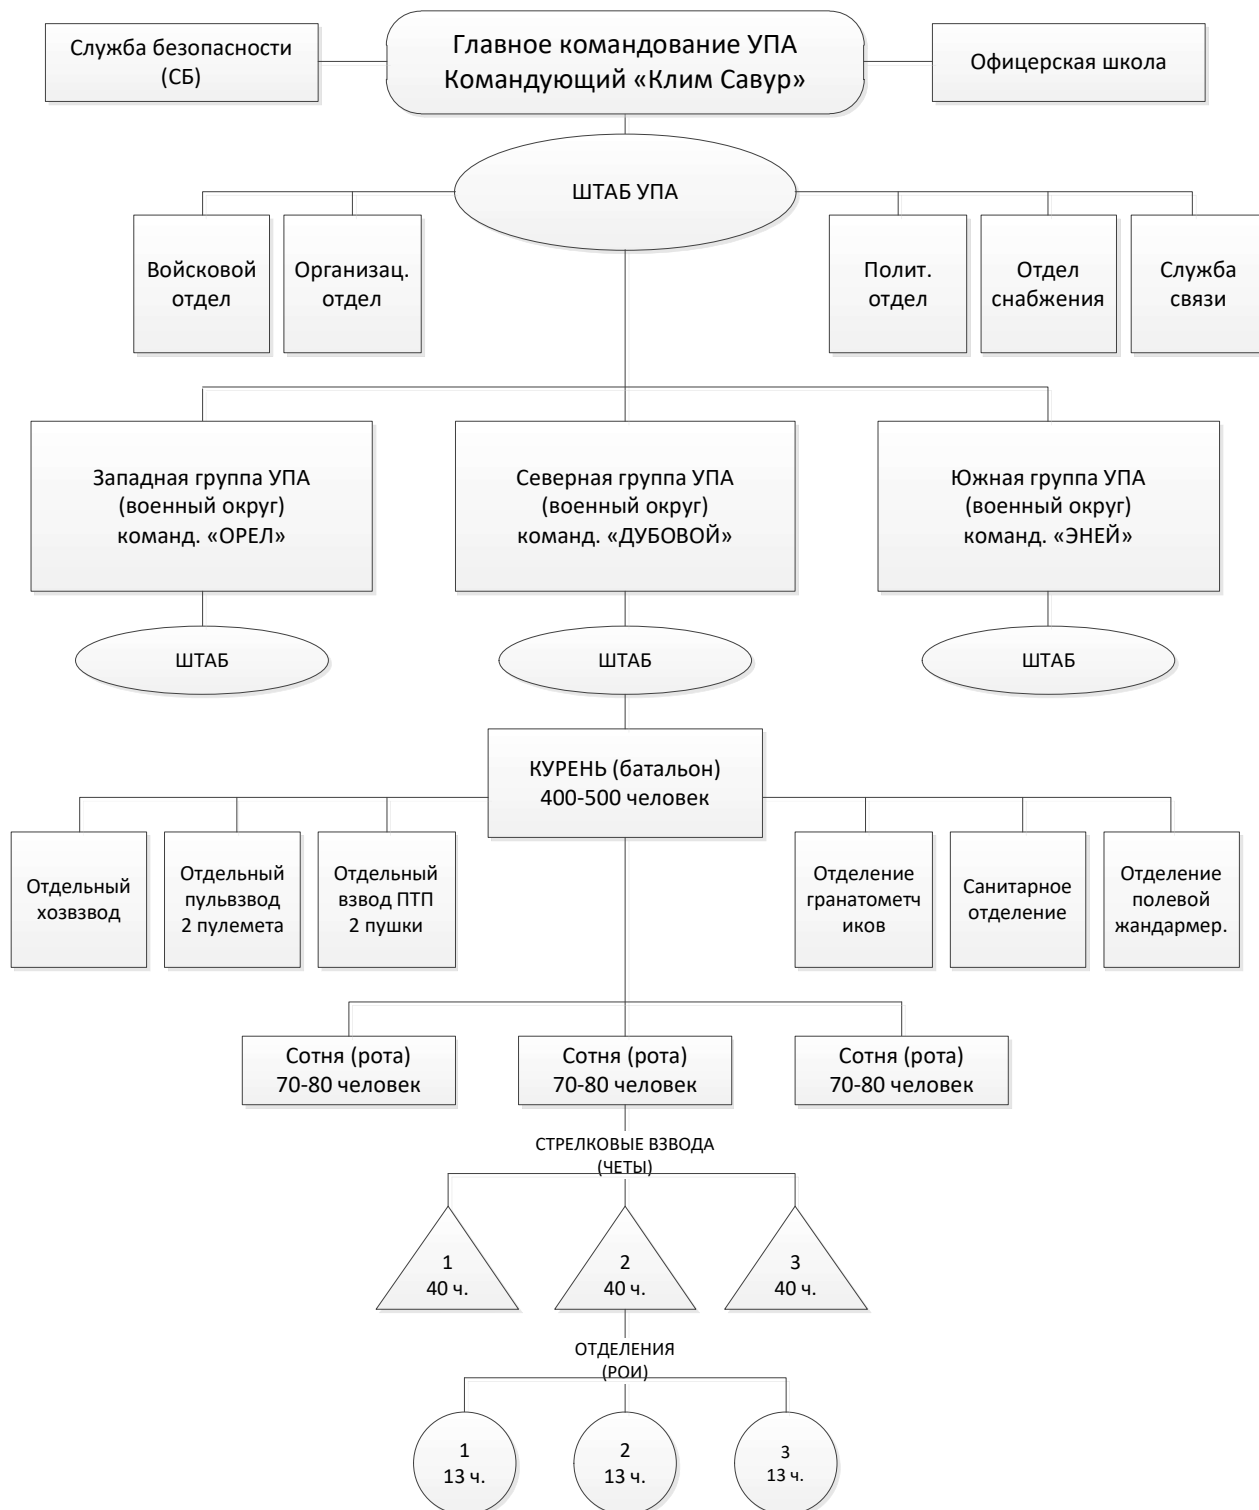 Служба безопасности
(СБ)
Главное командование УПА
Командующий «Клим Савур»
Офицерская школа
ШТАБ УПА
Войсковой
отдел
Организац.
отдел
Полит.
отдел
Отдел
снабжения
Служба
связи
Западная группа УПА
(военный округ)
команд. «ОРЕЛ»
Северная группа УПА
(военный округ)
команд. «ДУБОВОЙ»
Южная группа УПА
(военный округ)
команд. «ЭНЕЙ»
ШТАБ
ШТАБ
ШТАБ
КУРЕНЬ (батальон)
400-500 человек
Отдельный
хозвзвод
Отдельный
пульвзвод
2 пулемета
Отдельный
взвод ПТП
2 пушки
Отделение
гранатометч
иков
Санитарное
отделение
Отделение
полевой
жандармер.
Сотня (рота)
70-80 человек
Сотня (рота)
70-80 человек
Сотня (рота)
70-80 человек
СТРЕЛКОВЫЕ ВЗВОДА
(ЧЕТЫ)
1
40 ч.
2
40 ч.
3
40 ч.
ОТДЕЛЕНИЯ
(РОИ)
1
13 ч.
2
13 ч.
3
13 ч.